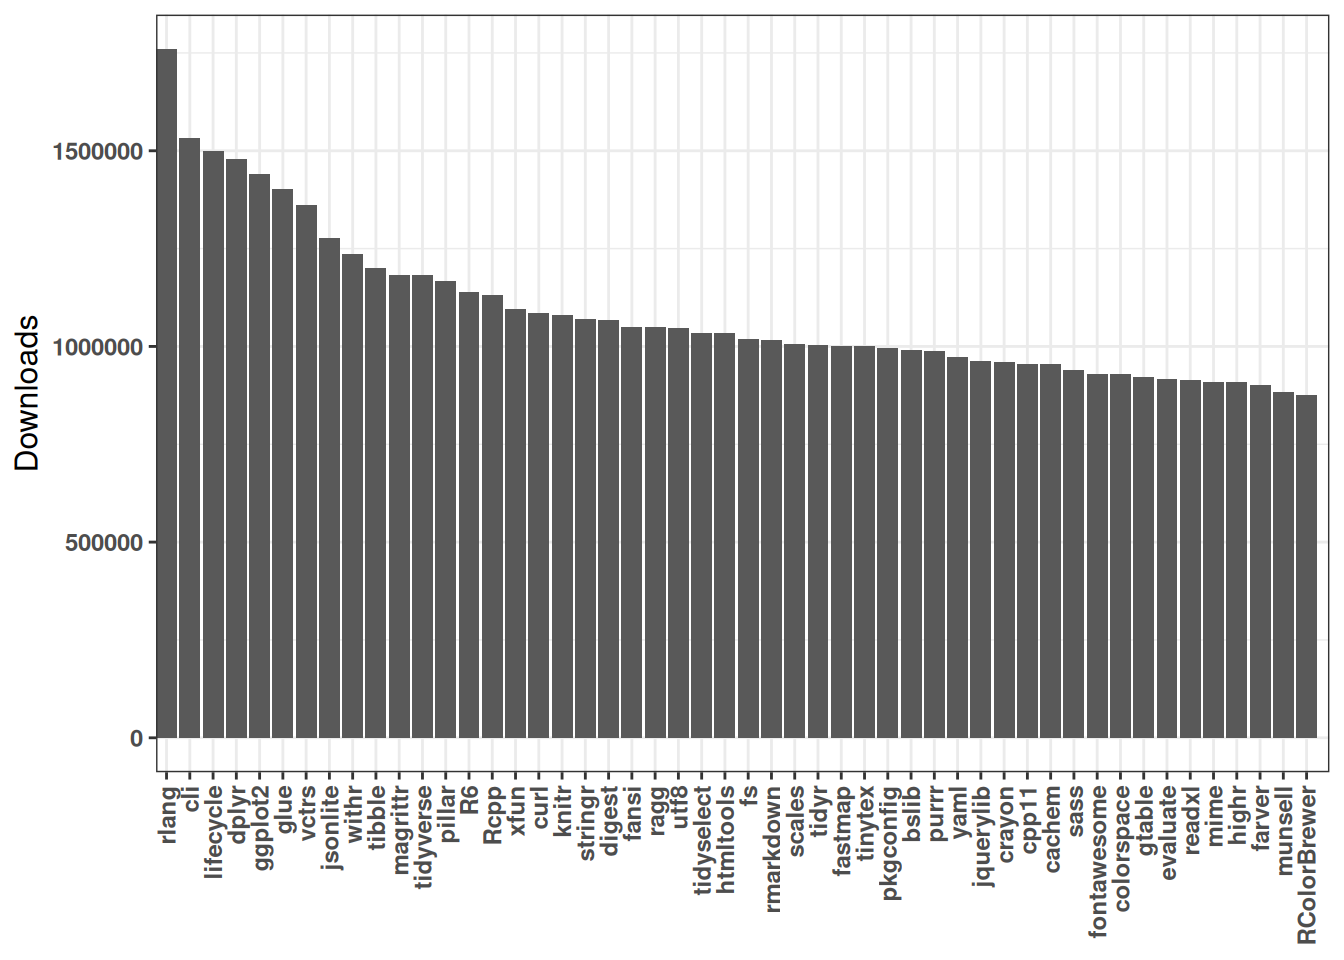 Downloads
1500000
1000000
500000
0
rlang
cli
lifecycle
dplyr
ggplot2
glue
vctrs
jsonlite
withr
tibble
magrittr
tidyverse
pillar
R6
Rcpp
xfun
curl
knitr
stringr
digest
fansi
ragg
utf8
tidyselect
htmltools
fs
rmarkdown
scales
tidyr
fastmap
tinytex
pkgconfig
bslib
purrr
yaml
jquerylib
crayon
cpp11
cachem
sass
fontawesome
colorspace
gtable
evaluate
readxl
mime
highr
farver
munsell
RColorBrewer